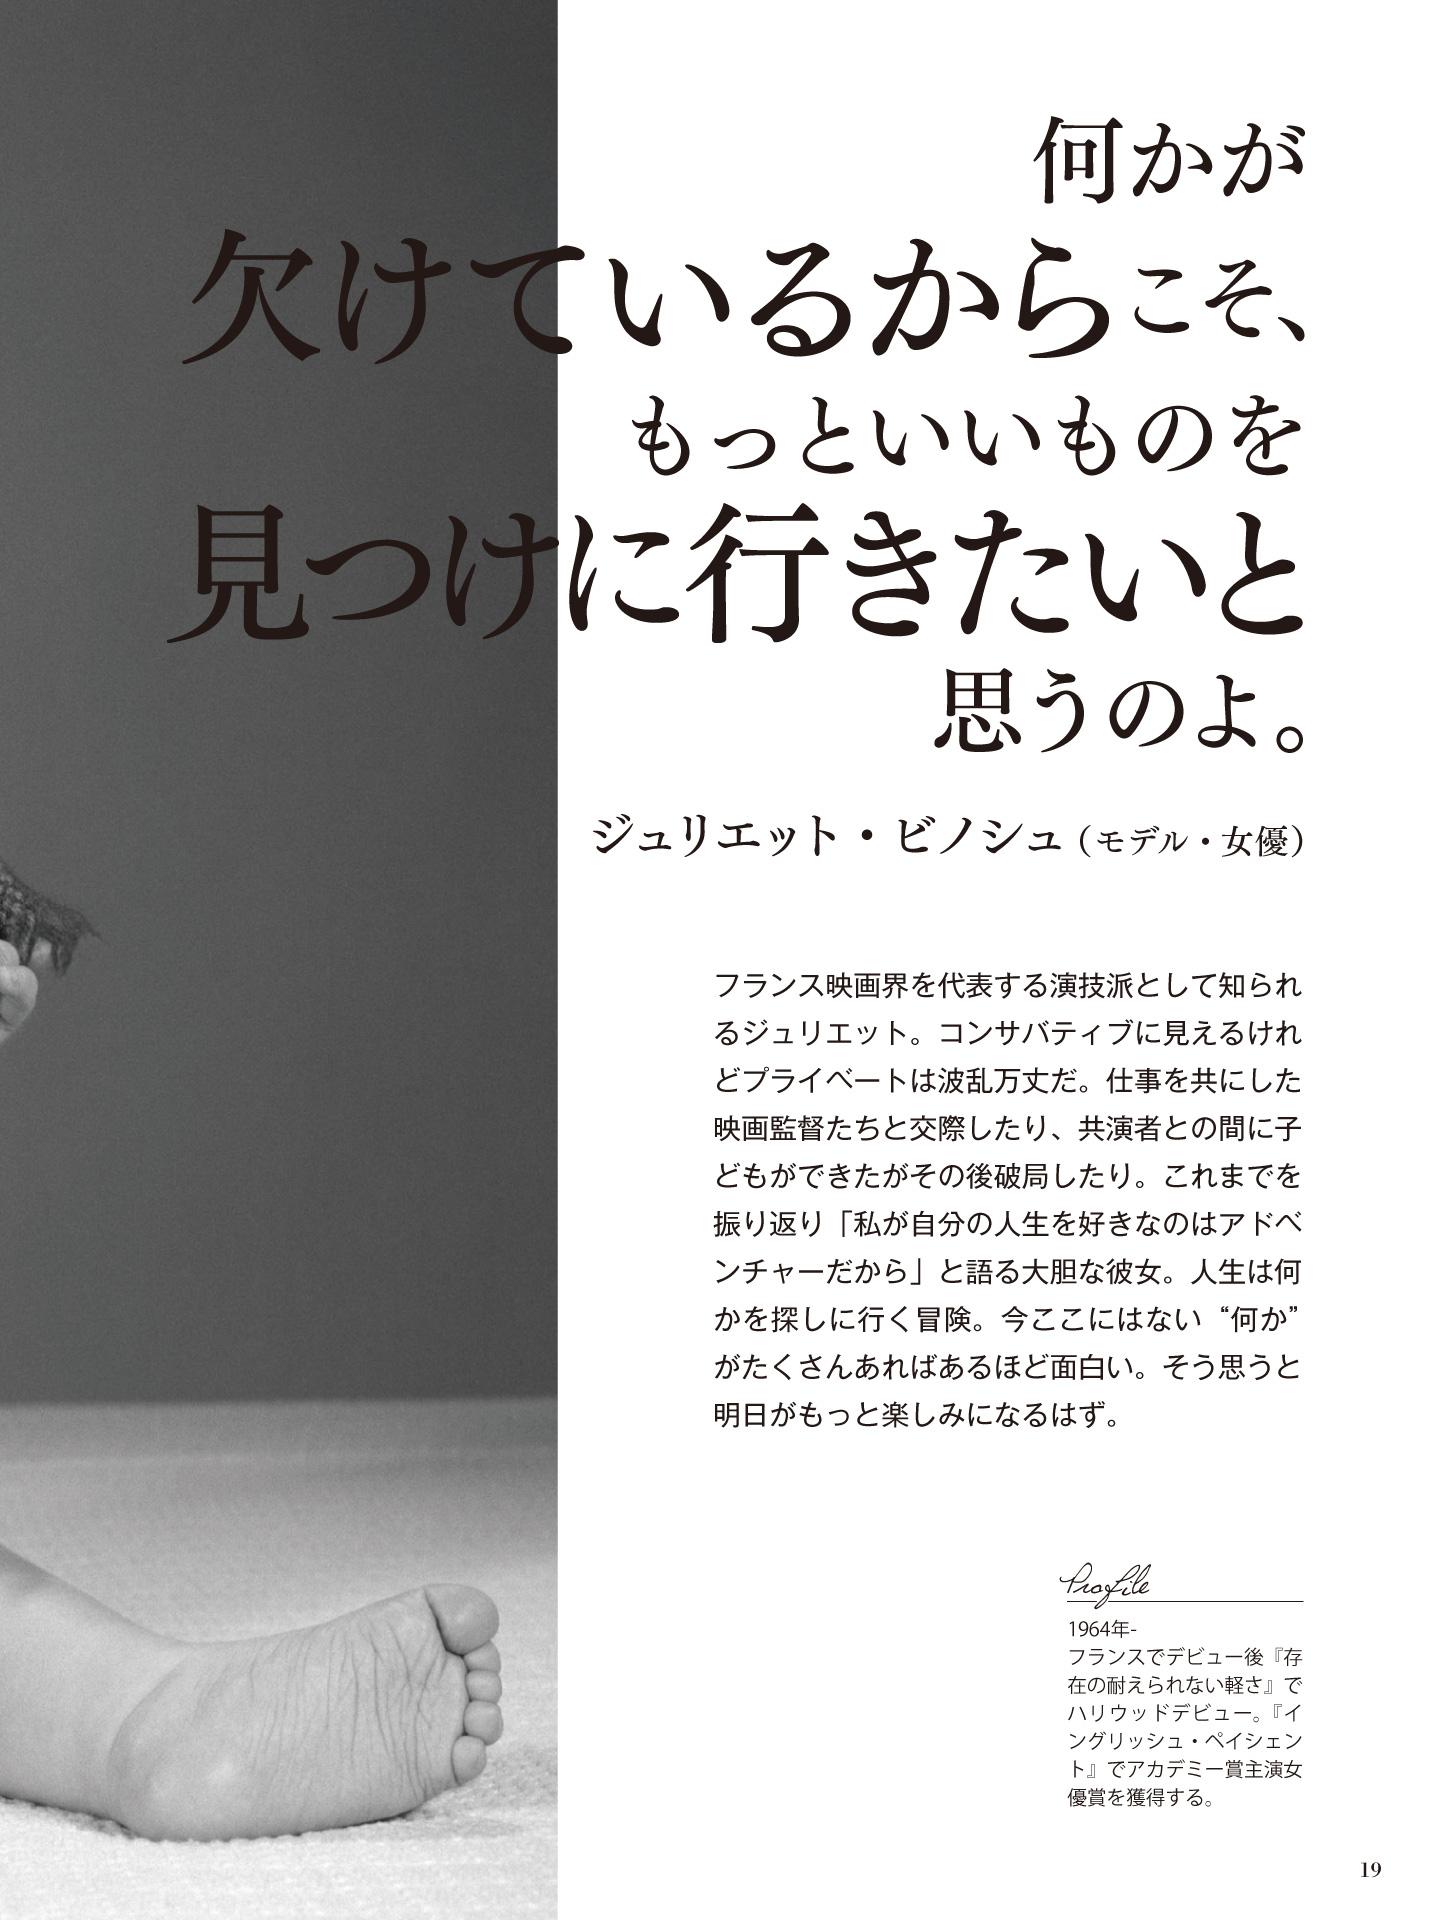 何かが
欠けているからこそ、
もっといいものを
見つけに行きたいと
思うのよ。
ジュリエット・ビノシュ（モデル・女優）
フランス映画界を代表する演技派として知られ
るジュリエット。コンサバティブに見えるけれ
どプライベートは波乱万丈だ。仕事を共にした
映画監督たちと交際したり、共演者との間に子
どもができたがその後破局したり。これまでを
振り返り「私が自分の人生を好きなのはアドベ
ンチャーだから」と語る大胆な彼女。人生は何
かを探しに行く冒険。今ここにはない“何か”
がたくさんあればあるほど面白い。そう思うと
明日がもっと楽しみになるはず。
Profile
1964年-
フランスでデビュー後『存
在の耐えられない軽さ』で
ハリウッドデビュー。『イ
ングリッシュ・ペイシェン
ト』でアカデミー賞主演女
優賞を獲得する。
19